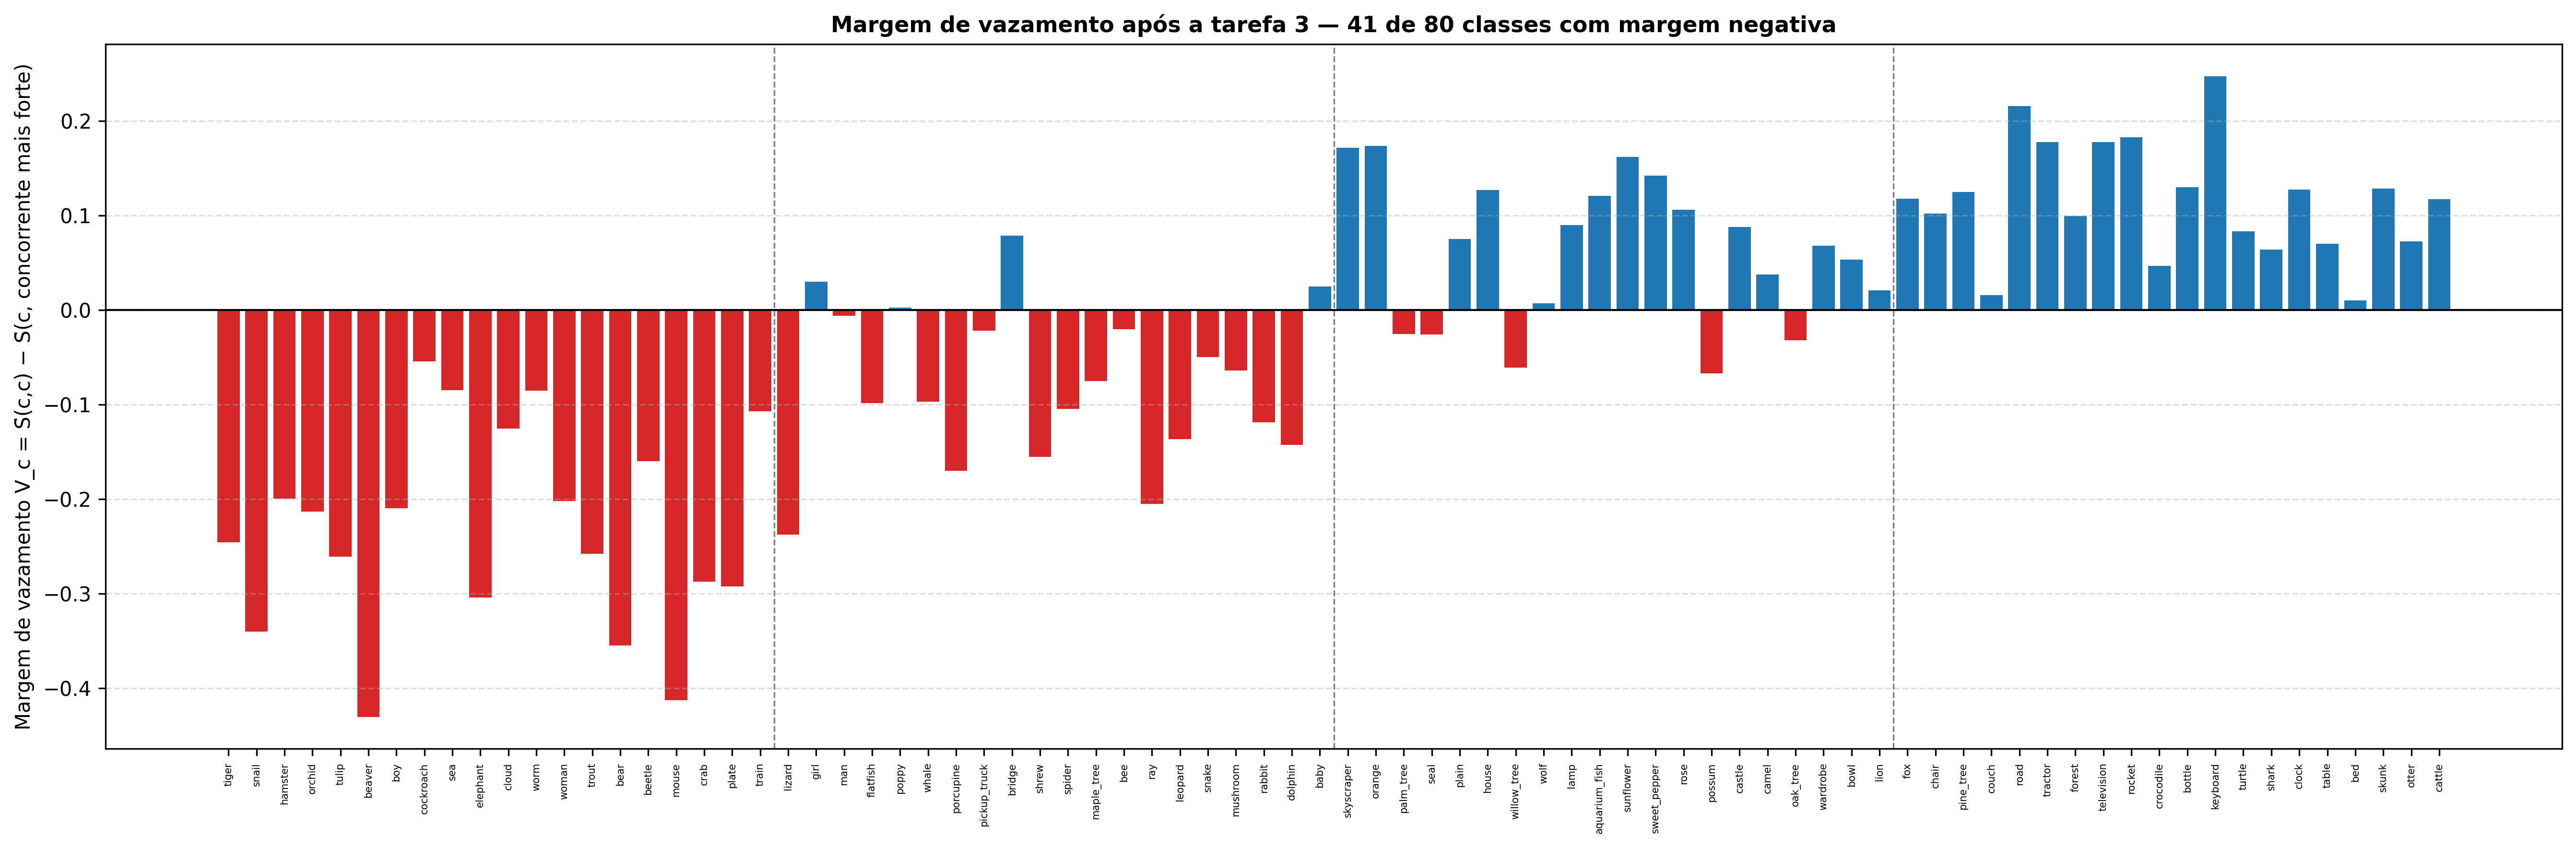 Margem de vazamento após a tarefa 3 — 41 de 80 classes com margem negativa
Margem de vazamento V_c = S(c,c) − S(c, concorrente mais forte)
0.2
0.1
0.0
−0.1
−0.2
−0.3
−0.4
tiger
snail
hamster
orchid
tulip
beaver
boy
cockroach
sea
elephant
cloud
worm
woman
trout
bear
beetle
mouse
crab
plate
train
lizard
girl
man
flatfish
poppy
whale
porcupine
pickup_truck
bridge
shrew
spider
maple_tree
bee
ray
leopard
snake
mushroom
rabbit
dolphin
baby
skyscraper
orange
palm_tree
seal
plain
house
willow_tree
wolf
lamp
aquarium_fish
sunflower
sweet_pepper
rose
possum
castle
camel
oak_tree
wardrobe
bowl
lion
fox
chair
pine_tree
couch
road
tractor
forest
television
rocket
crocodile
bottle
keyboard
turtle
shark
clock
table
bed
skunk
otter
cattle